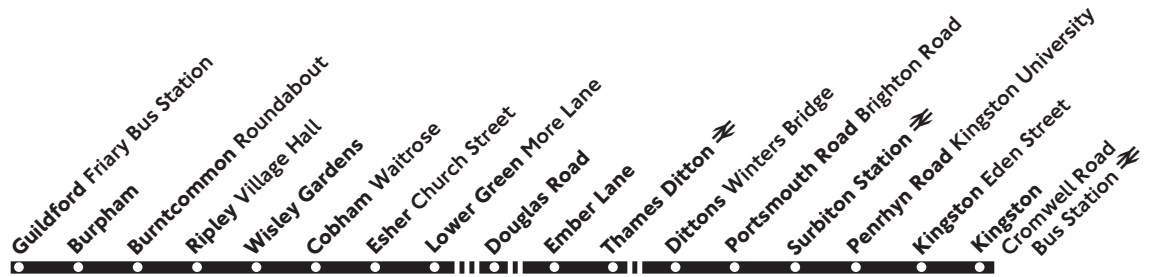 Guildford Friary Bus Station
Burpham
Burntcommon Roundabout
Ripley Village Hall
Wisley Gardens
Cobham Waitrose
Esher Church Street
Lower Green More Lane
Douglas Road
Ember Lane
Thames Ditton
Dittons Winters Bridge
Portsmouth Road Brighton Road
Surbiton Station
Penrhyn Road Kingston University
Kingston Eden Street
Kingston
Cromwell Road
Bus Station